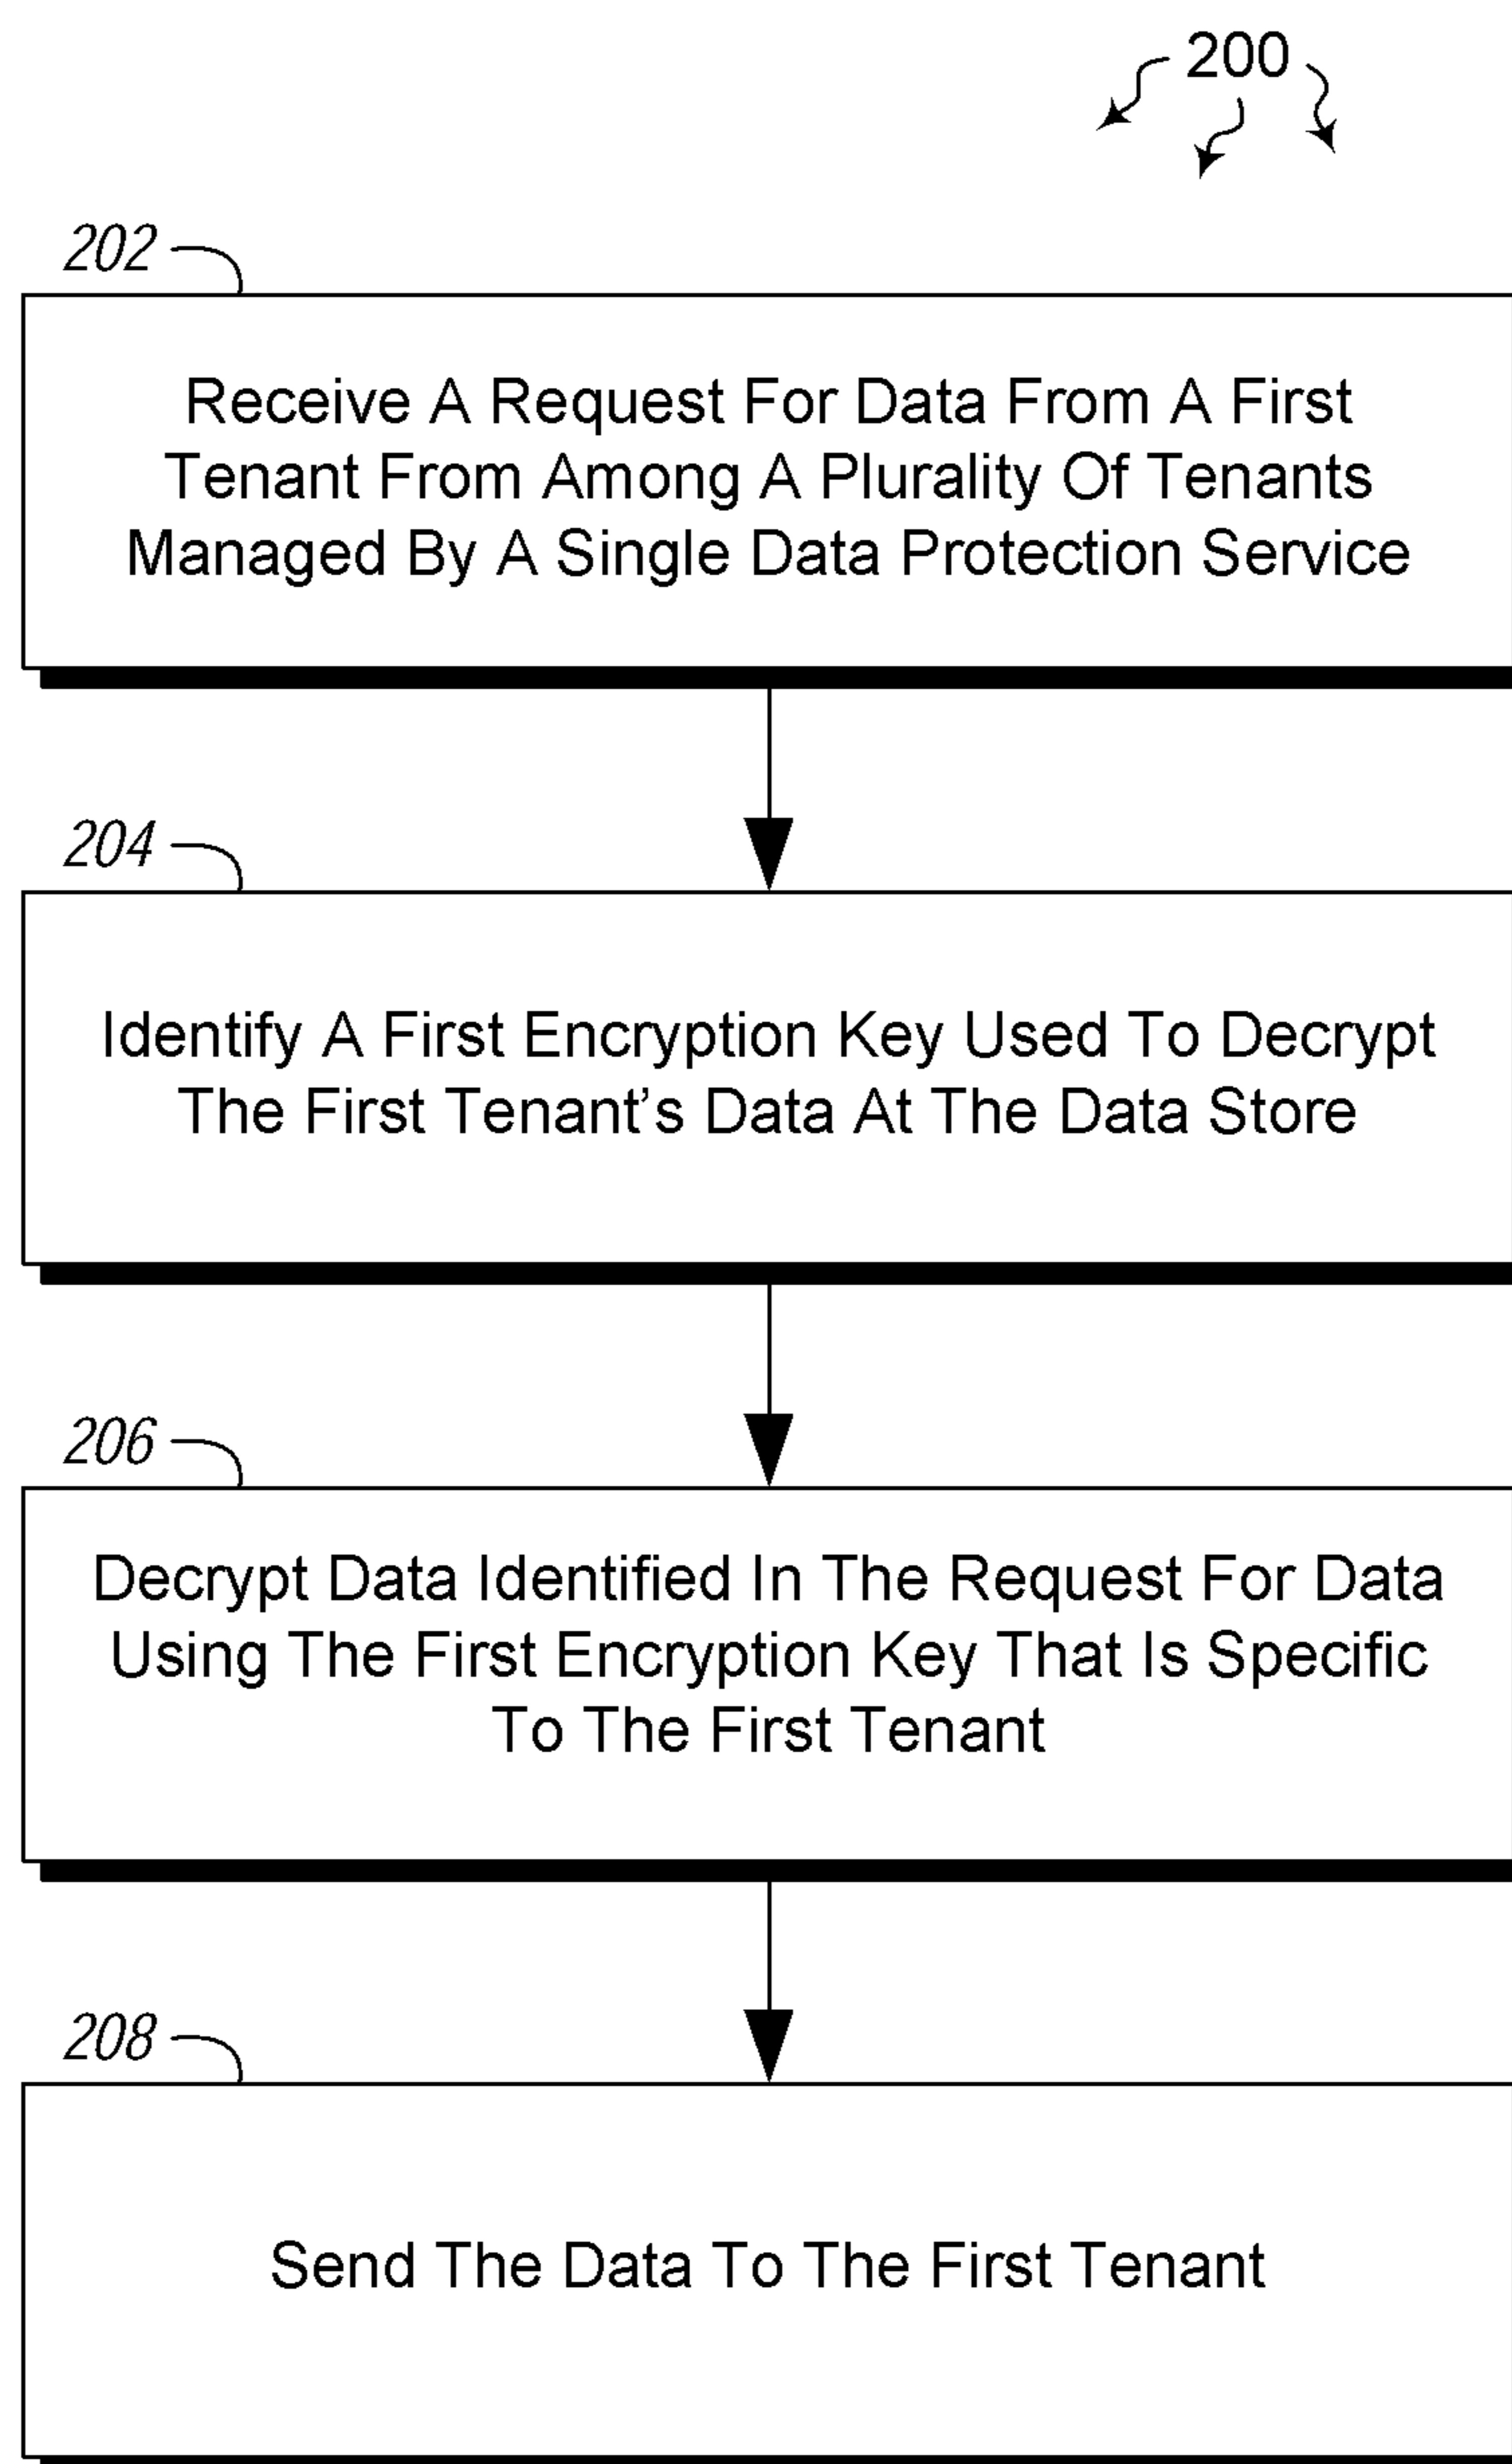 200
202
Receive A Request For Data From A First
Tenant From Among A Plurality Of Tenants
Managed By A Single Data Protection Service
204
Identify A First Encryption Key Used To Decrypt
The First Tenant's Data At The Data Store
206
Decrypt Data Identified In The Request For Data
Using The First Encryption Key That Is Specific
To The First Tenant
208
Send The Data To The First Tenant